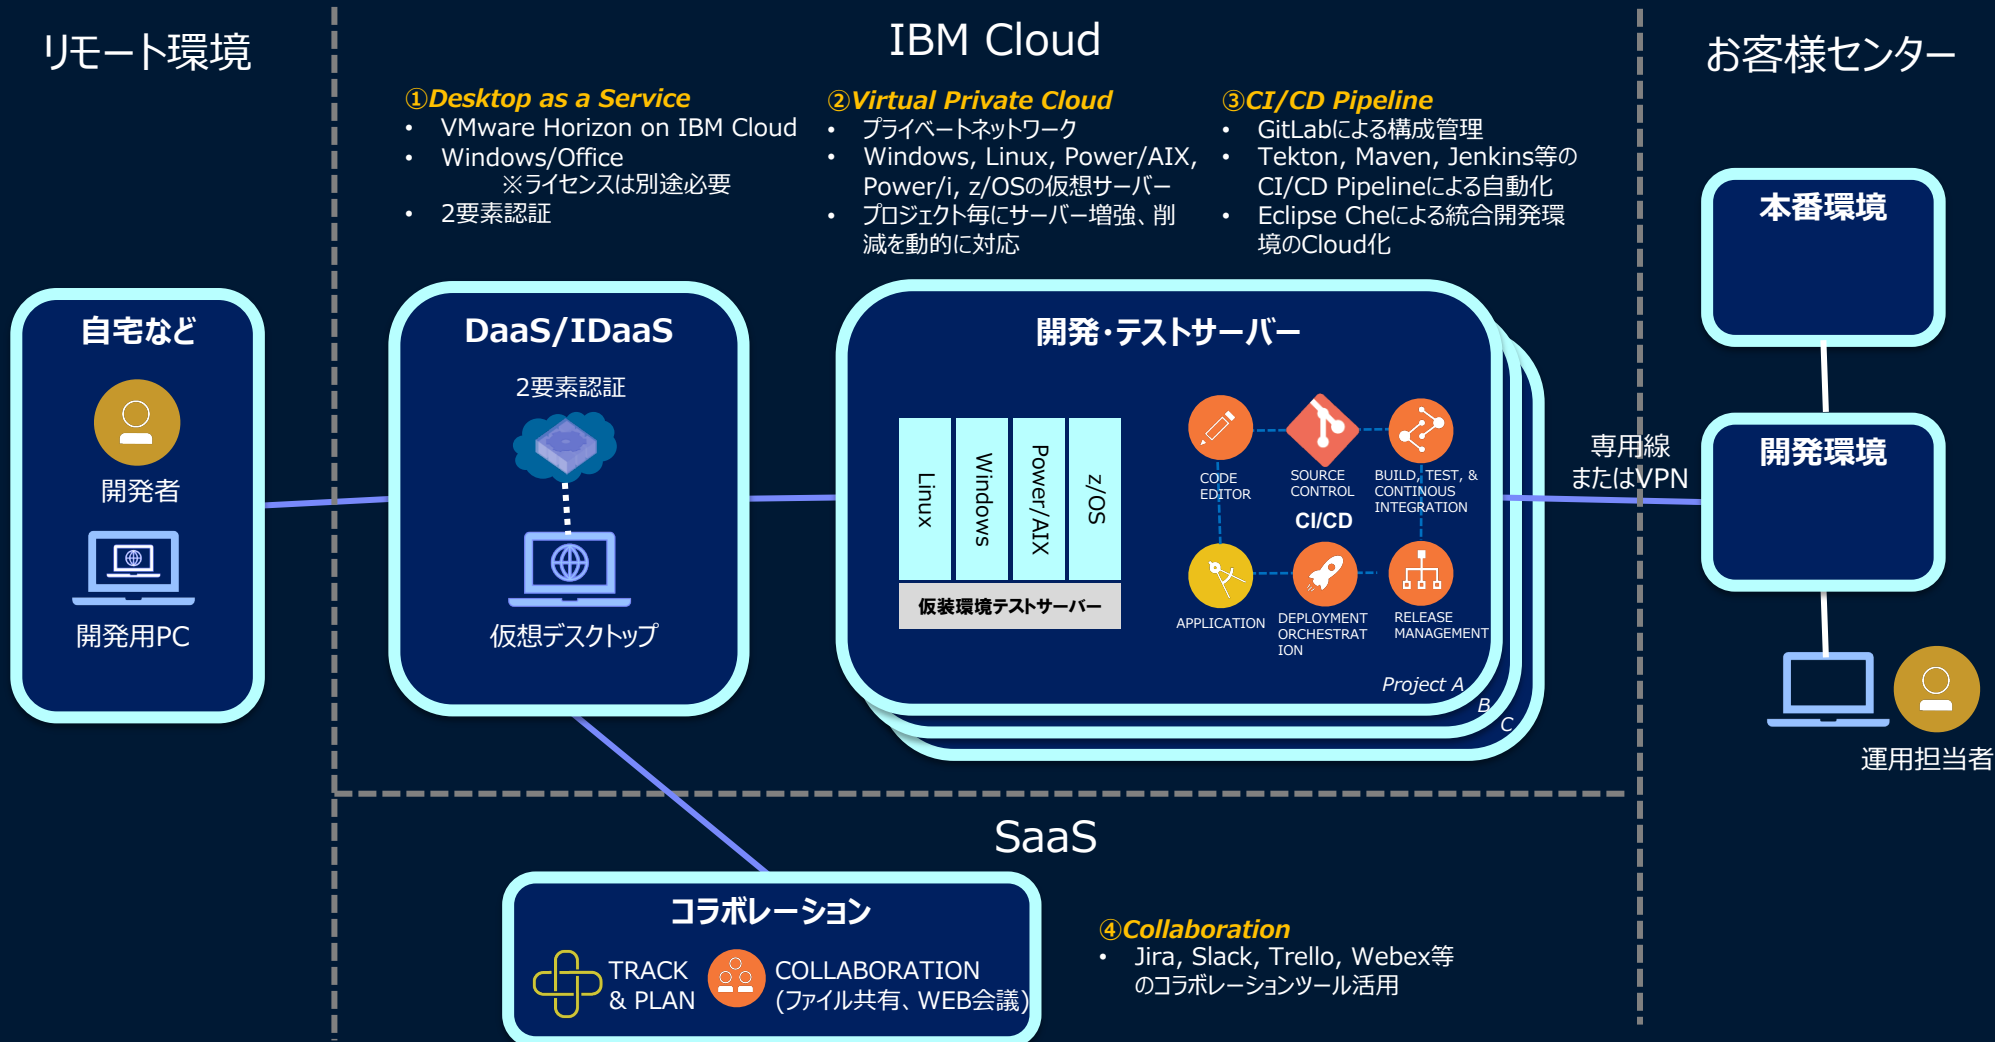 リモート環境
IBM Cloud
お客様センター
①Desktop as a Service
• VMware Horizon on IBM Cloud
• Windows/Office
※ライセンスは別途必要
• 2要素認証
②Virtual Private Cloud
• プライベートネットワーク
• Windows, Linux, Power/AIX,
Power/i, z/OSの仮想サーバー
• プロジェクト毎にサーバー増強、削
減を動的に対応
③CI/CD Pipeline
• GitLabによる構成管理
• Tekton, Maven, Jenkins等の
CI/CD Pipelineによる自動化
• Eclipse Cheによる統合開発環
境のCloud化
自宅など
開発者
開発用PC
DaaS/IDaaS
2要素認証
仮想デスクトップ
開発・テストサーバー
Linux
Windows
Power/AIX
z/OS
仮装環境テストサーバー
CODE
EDITOR
SOURCE
CONTROL
BUILD, TEST, &
CONTINOUS
INTEGRATION
CI/CD
APPLICATION
DEPLOYMENT
ORCHESTRAT
ION
RELEASE
MANAGEMENT
Project A
B
C
専用線
またはVPN
本番環境
開発環境
運用担当者
SaaS
コラボレーション
TRACK
& PLAN
COLLABORATION
(ファイル共有、WEB会議)
④Collaboration
• Jira, Slack, Trello, Webex等
のコラボレーションツール活用